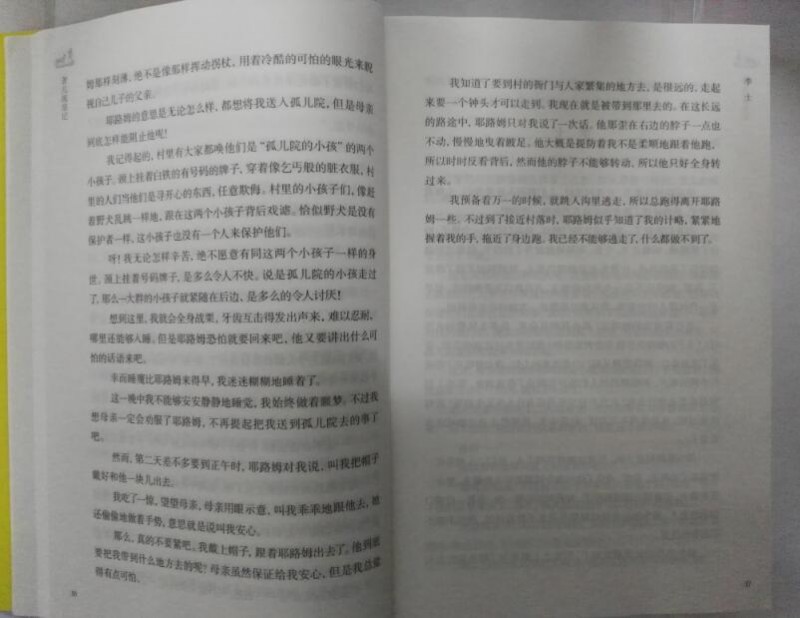 苦儿流浪记
姆那样刻薄,他不是像那样挥动拐杖,用着冷酷的可怕的眼光来睨
视自己儿子的父亲。
耶路姆的意思是无论怎么样,都想将我送入孤儿院,但是母亲
到底怎样能阻止他呢!
我记得起的,村里有大家都唤他们是“孤儿院的小孩”的两个
小孩子。颈上挂着白铁的有号码的牌子,穿着像乞丐般的脏衣服,村
里的人们当他们是寻开心的东西,任意欺侮。村里的小孩子们,像赶
着野犬乱跳一样地,跟在这两个小孩子背后戏谑。恰似野犬是没有
保护者一样,这小孩子也没有一个人来保护他们。
呀!我无论怎样辛苦,绝不愿意有同这两个小孩子一样的身
世。颈上挂着号码牌子,是多么令人不快。说是孤儿院的小孩走过
了,那么一大群的小孩子就紧随在后边,是多么的令人讨厌!
想到这里,我就会全身战栗,牙齿互击得发出声来,难以忍耐,
哪里还能够入睡。但是耶路姆恐怕就要回来吧,他又要讲出什么可
怕的话语来吧。
幸而睡魔比耶路姆来得早,我迷迷糊糊地睡着了。
这一晚中我不能够安安静静地睡觉,我始终做着噩梦。不过我
想母亲一定会劝服了耶路姆,不再提起把我送到孤儿院去的事了
吧。
然而,第二天差不多要到正午时,耶路姆对我说,叫我把帽子
戴好和他一块儿出去。
我吃了一惊,望望母亲,母亲用眼示意,叫我乖乖地跟他去,她
还偷偷地做着手势,意思就是说叫我安心。
那么,真的不要紧吧。我戴上帽子,跟着耶路姆出去了。他到底
要把我带到什么地方去的呢?母亲虽然保证给我安心,但是我总觉
得有点可怕。
我知道了要到村的衙门与人家繁集的地方去,是很远的,走起
来要一个钟头才可以走到。我现在就是被带到那里去的。在这长远
的路途中,耶路姆只对我说了一次话。他那歪在右边的脖子一点也
不动,慢慢地曳着跛足。他大概是提防着我不是柔顺地跟着他跑,
所以时时反看背后,然而他的脖子不能够转动,所以他只好全身转
过来。
我预备着万一的时候,就跳入沟里逃走,所以总跑得离开耶路
姆一些。不过到了接近村落时,耶路姆似乎知道了我的计略,紧紧地
握着我的手,拖近了身边跑。我已经不能够逃走了,什么都做不到了。